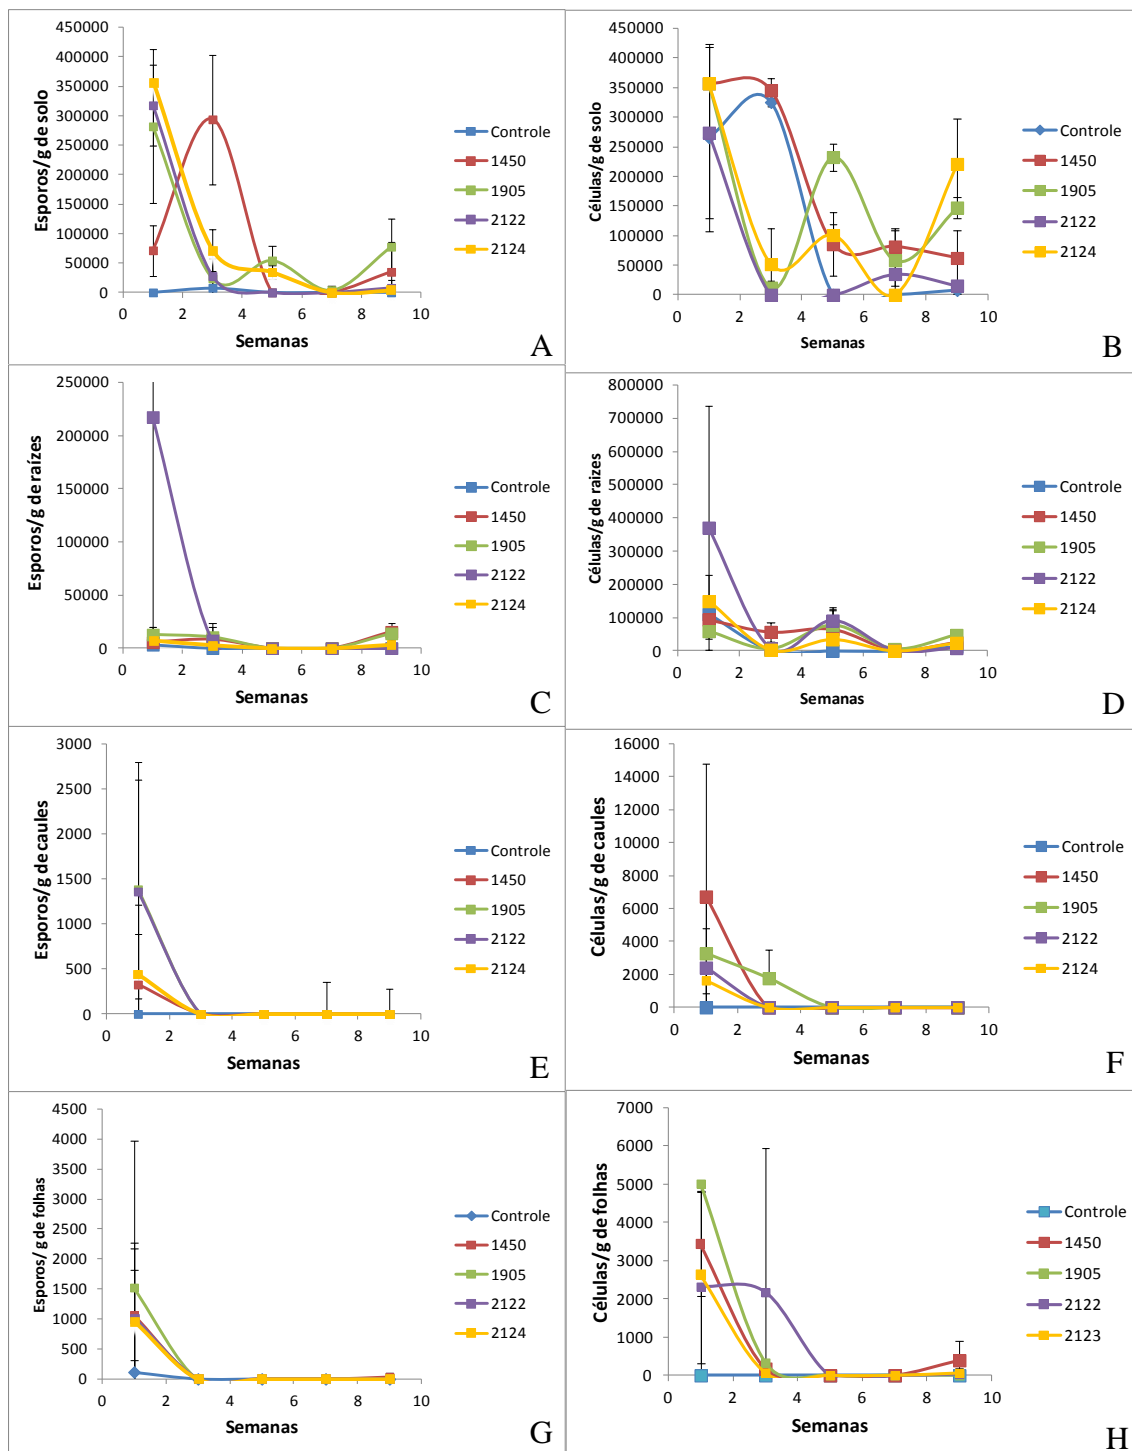 450000
400000
350000
300000
250000
200000
150000
100000
50000
0
0 2 4 6 8 10
Esporos/g de solo
Semanas
Controle
1450
1905
2122
2124
A
450000
400000
350000
300000
250000
200000
150000
100000
50000
0
0 2 4 6 8 10
Células/g de solo
Semanas
Controle
1450
1905
2122
2124
B
250000
200000
150000
100000
50000
0
0 2 4 6 8 10
Esporos/g de raízes
Semanas
Controle
1450
1905
2122
2124
C
800000
700000
600000
500000
400000
300000
200000
100000
0
0 2 4 6 8 10
Células/g de raizes
Semanas
Controle
1450
1905
2122
2124
D
3000
2500
2000
1500
1000
500
0
0 2 4 6 8 10
Esporos/g de caules
Semanas
Controle
1450
1905
2122
2124
E
16000
14000
12000
10000
8000
6000
4000
2000
0
0 2 4 6 8 10
Células/g de caules
Semanas
Controle
1450
1905
2122
2124
F
4500
4000
3500
3000
2500
2000
1500
1000
500
0
0 2 4 6 8 10
Esporos/ g de folhas
Semanas
Controle
1450
1905
2122
2124
G
7000
6000
5000
4000
3000
2000
1000
0
0 2 4 6 8 10
Células/g de folhas
Semanas
Controle
1450
1905
2122
2123
H